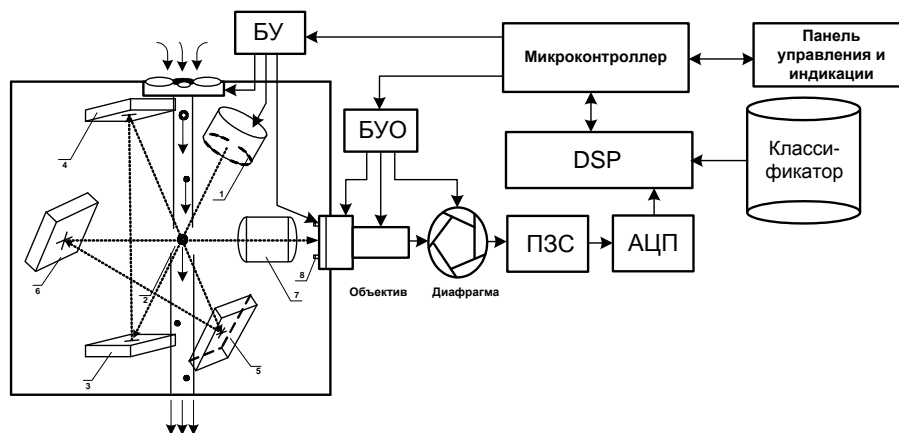 БУ
Микроконтроллер
Панель
управления и
индикации
БУО
DSP
Класси-
фикатор
ПЗС
АЦП
Объектив
Диафрагма
1
2
3
4
5
6
7
8